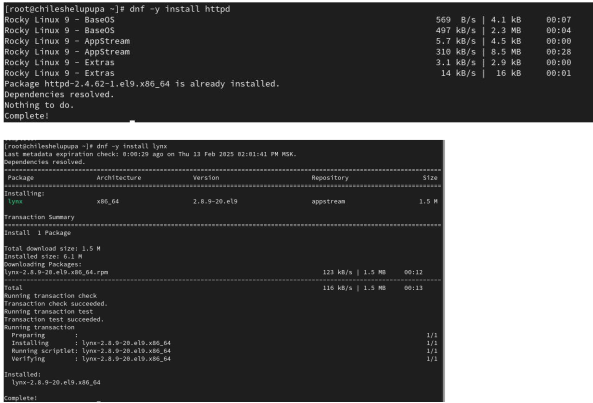 [root@chileshelupupa ~]# dnf -y install httpd
Rocky Linux 9 - BaseOS 569 B/s | 4.1 kB 00:07
Rocky Linux 9 - BaseOS 497 kB/s | 2.3 MB 00:04
Rocky Linux 9 - AppStream 5.7 kB/s | 4.5 kB 00:00
Rocky Linux 9 - AppStream 310 kB/s | 8.5 MB 00:28
Rocky Linux 9 - Extras 3.1 kB/s | 2.9 kB 00:00
Rocky Linux 9 - Extras 14 kB/s | 16 kB 00:01
Package httpd-2.4.62-1.el9.x86_64 is already installed.
Dependencies resolved.
Nothing to do.
Complete!
[root@chileshelupupa ~]# dnf -y install lynx
Last metadata expiration check: 0:00:29 ago on Thu 13 Feb 2025 02:01:41 PM MSK.
Dependencies resolved.
Package Architecture Version Repository Size
Installing:
lynx x86_64 2.8.9-20.el9 appstream 1.5 M
Transaction Summary
Install 1 Package
Total download size: 1.5 M
Installed size: 6.1 M
Downloading Packages:
lynx-2.8.9-20.el9.x86_64.rpm 123 kB/s | 1.5 MB 00:12
Total 116 kB/s | 1.5 MB 00:13
Running transaction check
Transaction check succeeded.
Running transaction test
Transaction test succeeded.
Running transaction
Preparing : 1/1
Installing : lynx-2.8.9-20.el9.x86_64 1/1
Running scriptlet: lynx-2.8.9-20.el9.x86_64 1/1
Verifying : lynx-2.8.9-20.el9.x86_64 1/1
Installed:
lynx-2.8.9-20.el9.x86_64
Complete!